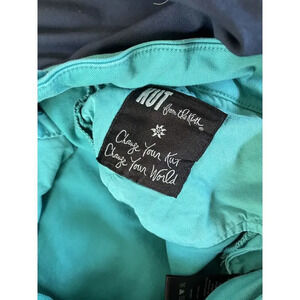 KUT
from the Kloth ®
Change Your Kut
Change Your World